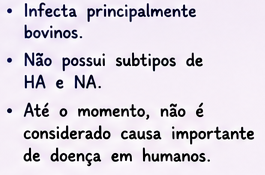 • Infecta principalmente
bovinos.
• Não possui subtipos de
HA e NA.
• Até o momento, não é
considerado causa importante
de doença em humanos.